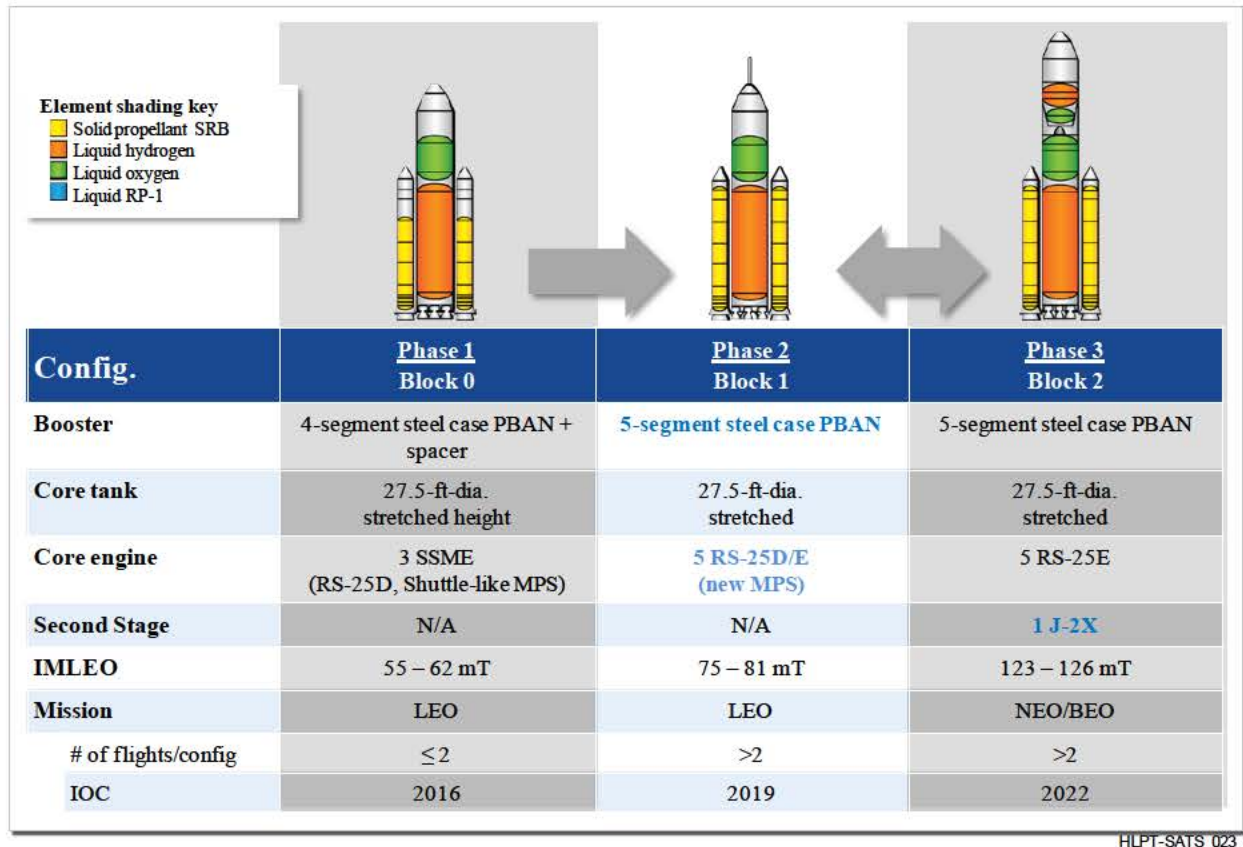 Element shading key
Solid propellant SRB
Liquid hydrogen
Liquid oxygen
Liquid RP-1
Config.
Phase 1
Block 0
Phase 2
Block 1
Phase 3
Block 2
Booster
4-segment steel case PBAN +
spacer
5-segment steel case PBAN
5-segment steel case PBAN
Core tank
27.5-ft-dia.
stretched height
27.5-ft-dia.
stretched
27.5-ft-dia.
stretched
Core engine
3 SSME
(RS-25D, Shuttle-like MPS)
5 RS-25D/E
(new MPS)
5 RS-25E
Second Stage
N/A
N/A
1 J-2X
IMLEO
55 – 62 mT
75 – 81 mT
123 – 126 mT
Mission
LEO
LEO
NEO/BEO
# of flights/config
≤ 2
>2
>2
IOC
2016
2019
2022
HLPT-SATS_023